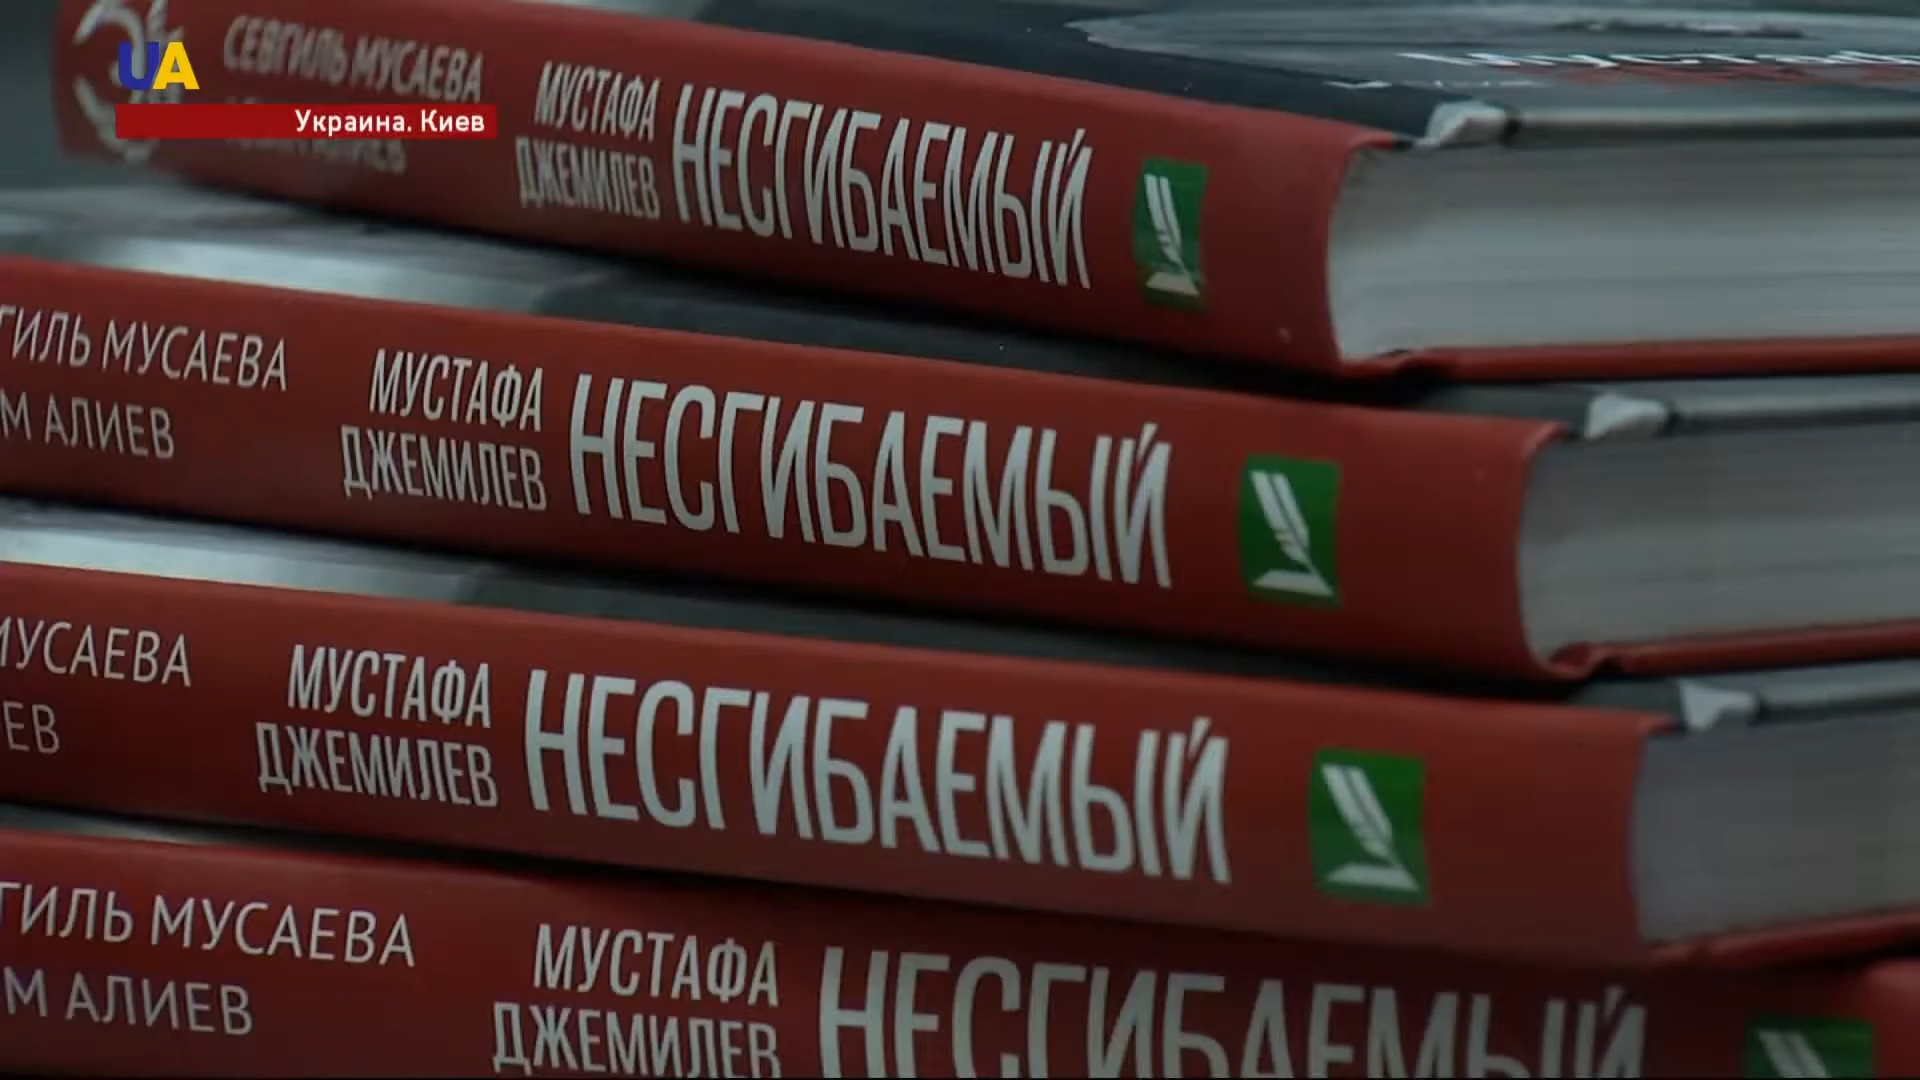 UA
Украина. Киев
СЕВГИЛЬ МУСАЕВА
АЛИЕВ
МУСТАФА
ДЖЕМИЛЕВ
НЕСГИБАЕМЫЙ
ГИЛЬ МУСАЕВА
М АЛИЕВ
МУСТАФА
ДЖЕМИЛЕВ
НЕСГИБАЕМЫЙ
МУСАЕВА
ЕВ
МУСТАФА
ДЖЕМИЛЕВ
НЕСГИБАЕМЫЙ
ГИЛЬ МУСАЕВА
М АЛИЕВ
МУСТАФА
ДЖЕМИЛЕВ
НЕСГИБАЕМЫЙ